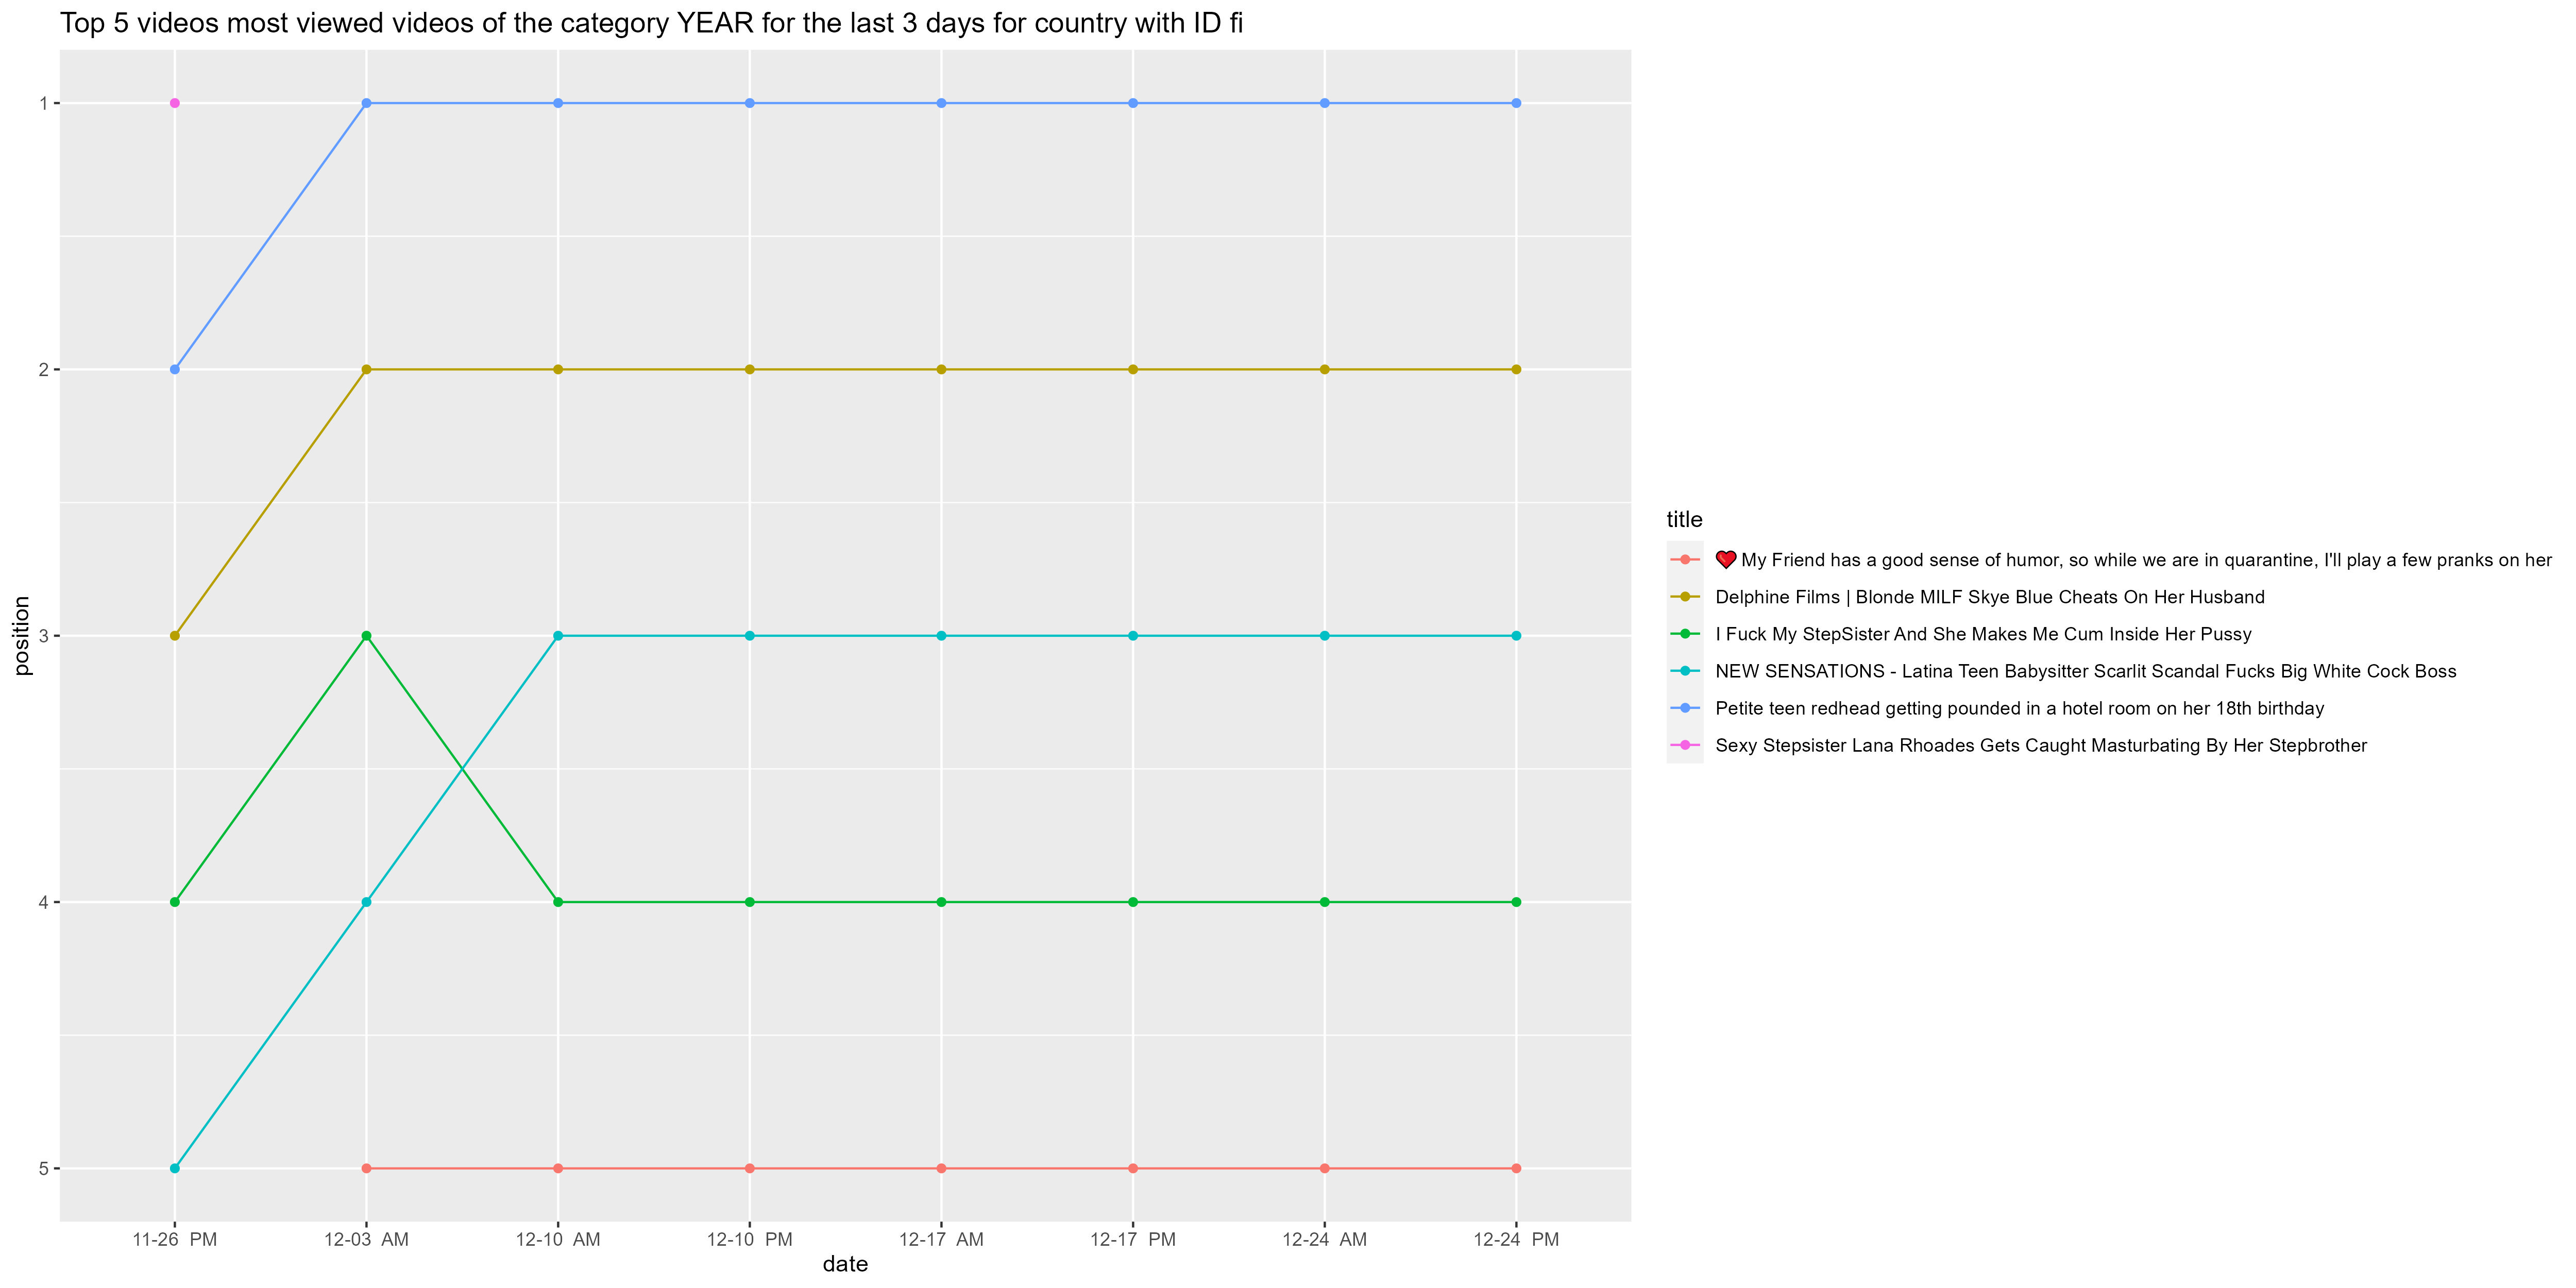 Top 5 videos most viewed videos of the category YEAR for the last 3 days for country with ID fi
1
2
3
4
5
position
11-26 PM
12-03 AM
12-10 AM
12-10 PM
12-17 AM
12-17 PM
12-24 AM
12-24 PM
date
title
❤️ My Friend has a good sense of humor, so while we are in quarantine, I'll play a few pranks on her
Delphine Films | Blonde MILF Skye Blue Cheats On Her Husband
I Fuck My StepSister And She Makes Me Cum Inside Her Pussy
NEW SENSATIONS - Latina Teen Babysitter Scarlit Scandal Fucks Big White Cock Boss
Petite teen redhead getting pounded in a hotel room on her 18th birthday
Sexy Stepsister Lana Rhoades Gets Caught Masturbating By Her Stepbrother